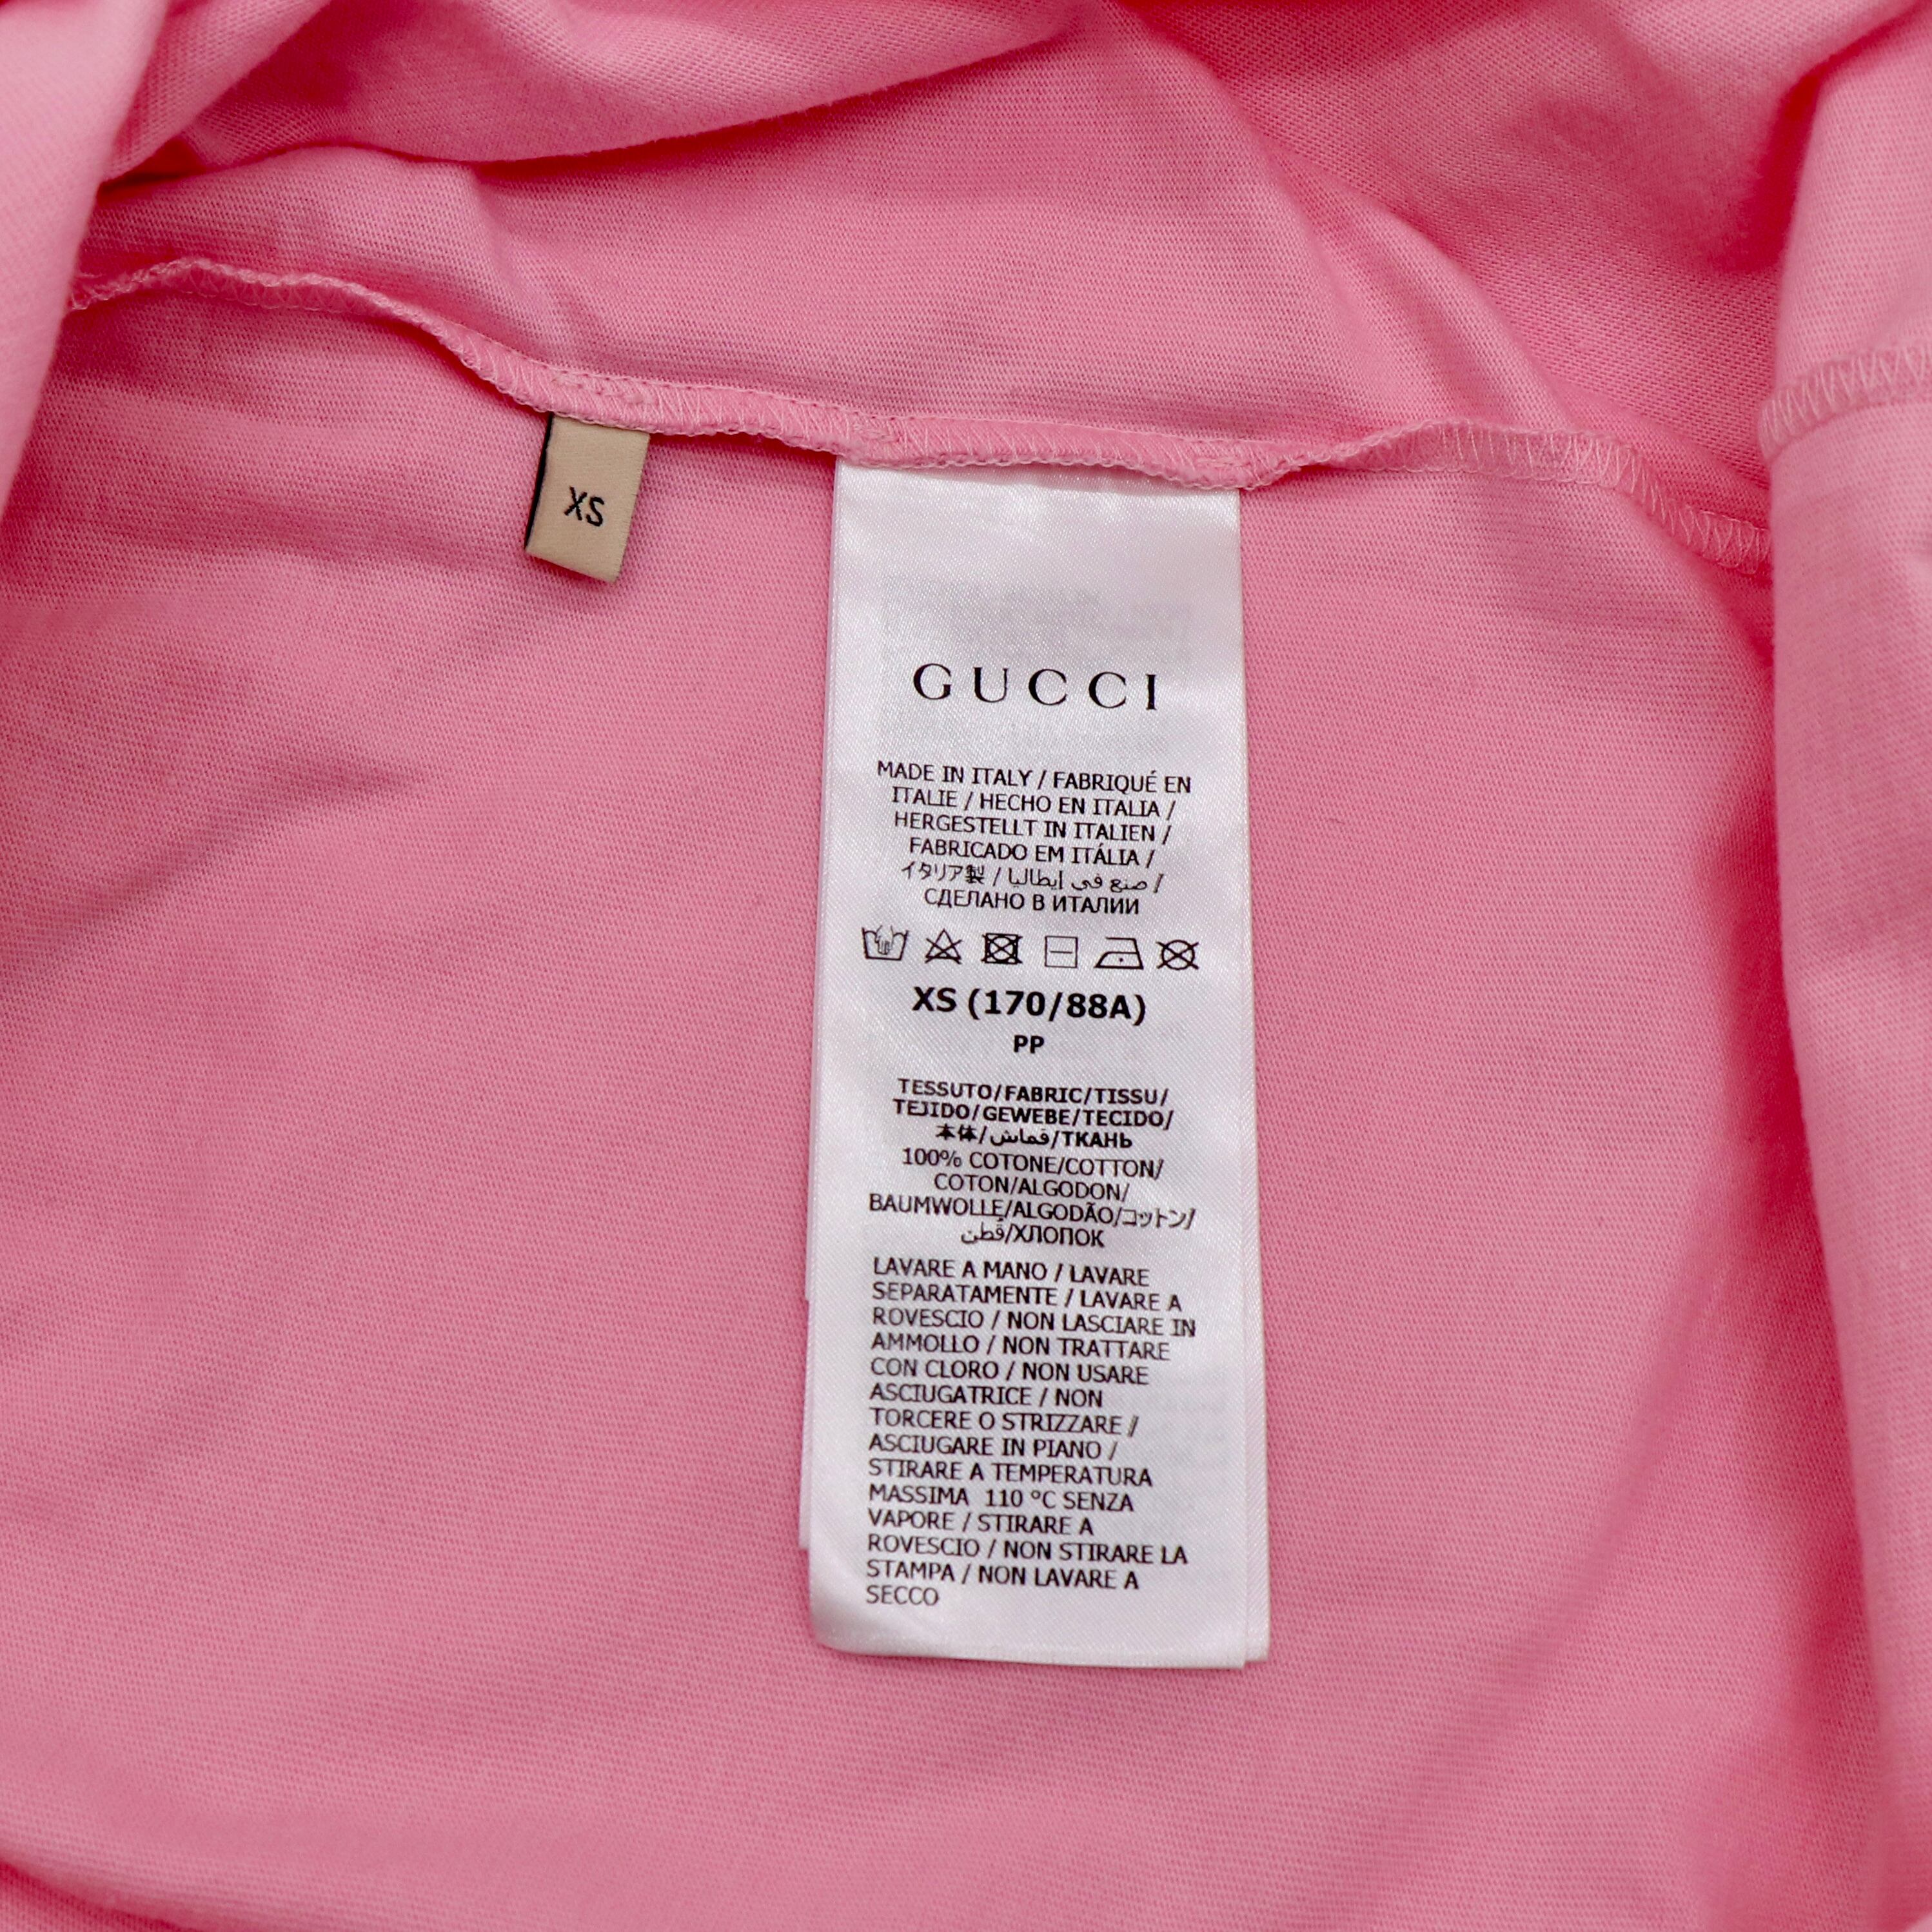 XS
GUCCI
MADE IN ITALY / FABRIQUÉ EN
ITALIE / HECHO EN ITALIA /
HERGESTELLT IN ITALIEN /
FABRICADO EM ITÁLIA /
イタリア製 / صنع في إيطاليا /
СДЕЛАНО В ИТАЛИИ
XS (170/88A)
PP
TESSUTO/FABRIC/TISSU/
TEJIDO/GEWEBE/TECIDO/
本体/قماش/ТКАНЬ
100% COTONE/COTTON/
COTON/ALGODON/
BAUMWOLLE/ALGODÃO/コットン/
قُطن/ХЛОПОК
LAVARE A MANO / LAVARE
SEPARATAMENTE / LAVARE A
ROVESCIO / NON LASCIARE IN
AMMOLLO / NON TRATTARE
CON CLORO / NON USARE
ASCIUGATRICE / NON
TORCERE O STRIZZARE /
ASCIUGARE IN PIANO /
STIRARE A TEMPERATURA
MASSIMA 110 °C SENZA
VAPORE / STIRARE A
ROVESCIO / NON STIRARE LA
STAMPA / NON LAVARE A
SECCO